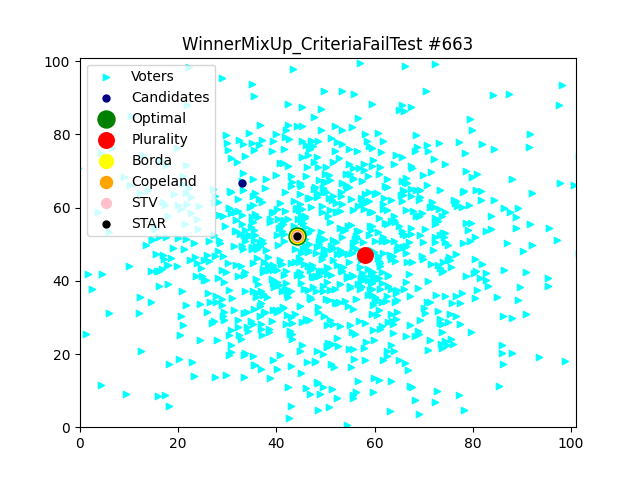 WinnerMixUp_CriteriaFailTest #663
100
80
60
40
20
0
Voters
Candidates
Optimal
Plurality
Borda
Copeland
STV
STAR
0 20 40 60 80 100